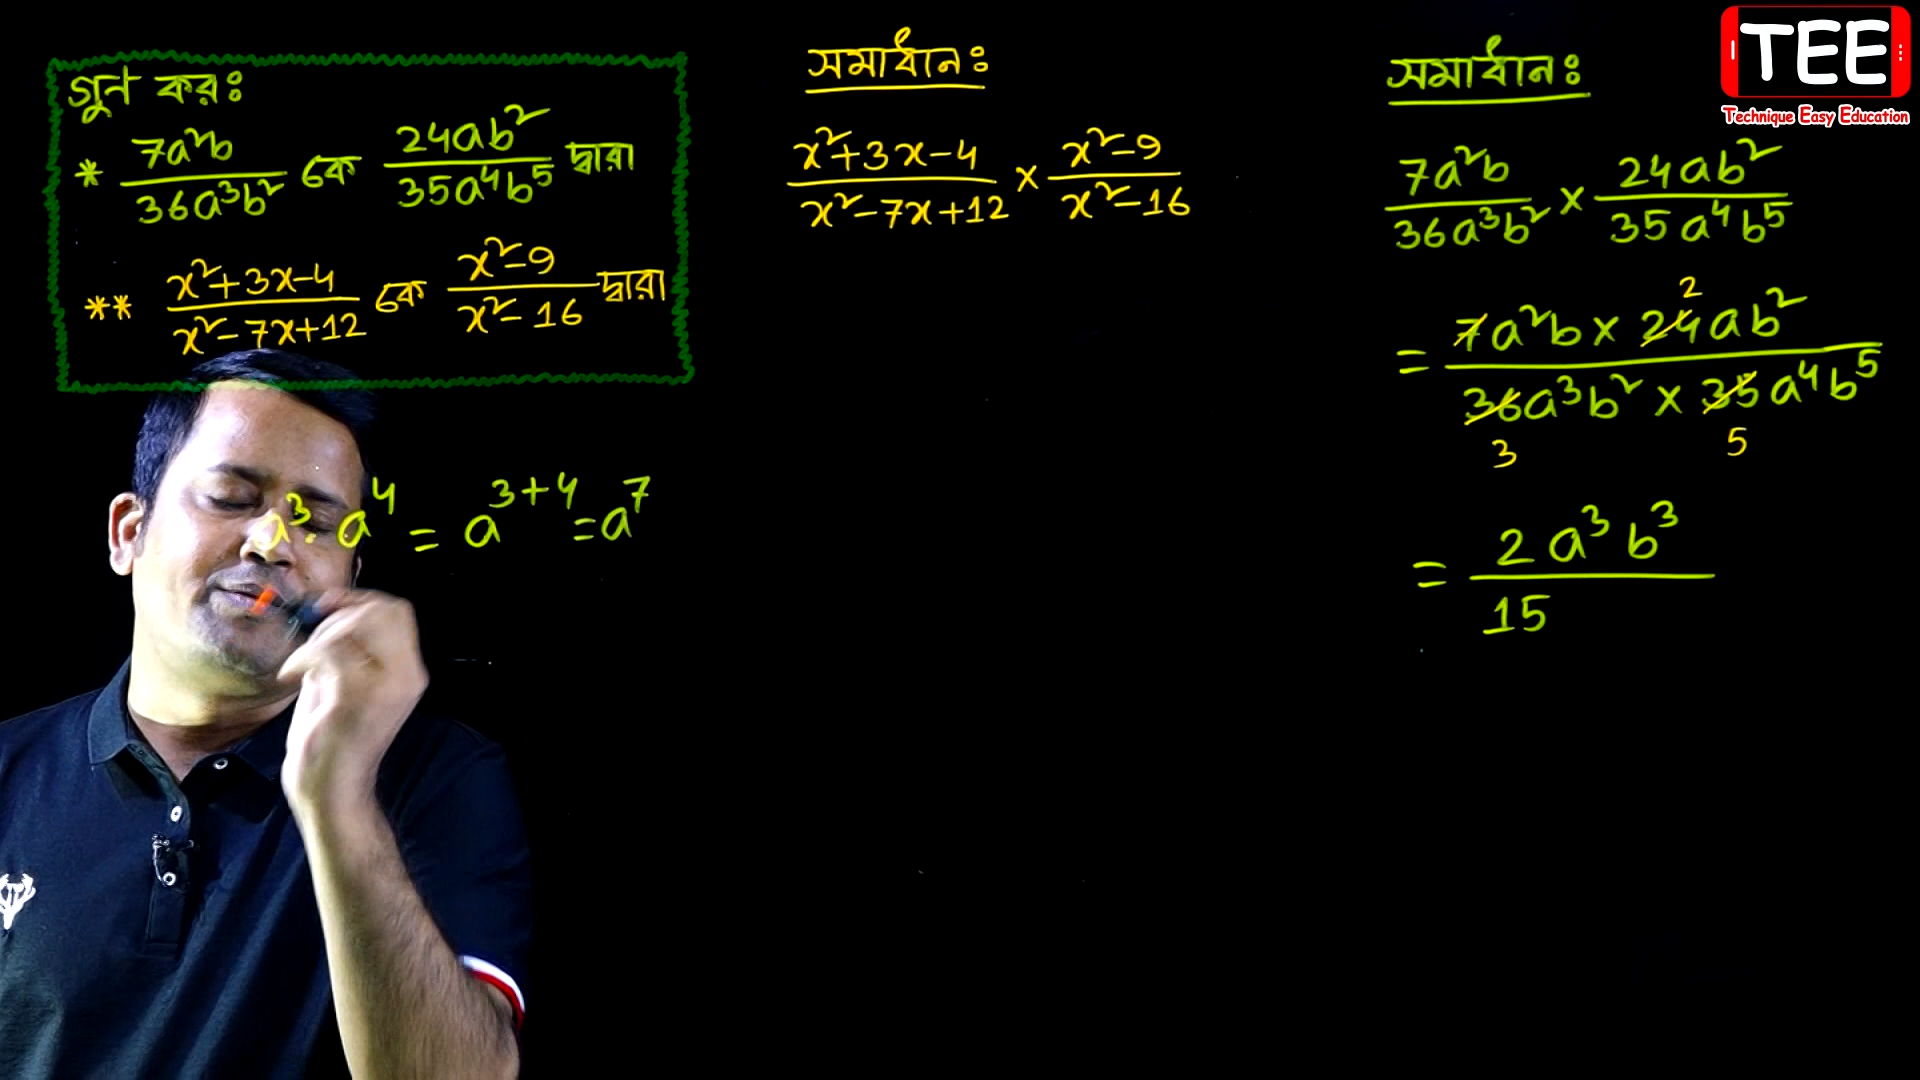 গুণ করঃ
* 7a²b/36a³b² কে 24ab²/35a⁴b⁵ দ্বারা
** x²+3x-4/x²-7x+12 কে x²-9/x²-16 দ্বারা
a³·a⁴ = a³⁺⁴ = a⁷
সমাধানঃ
x²+3x-4/x²-7x+12 × x²-9/x²-16
সমাধানঃ
7a²b/36a³b² × 24ab²/35a⁴b⁵
2
= 7a²b × 24ab²/36a³b² × 35a⁴b⁵
3 5
= 2a³b³/15
TEE
Technique Easy Education